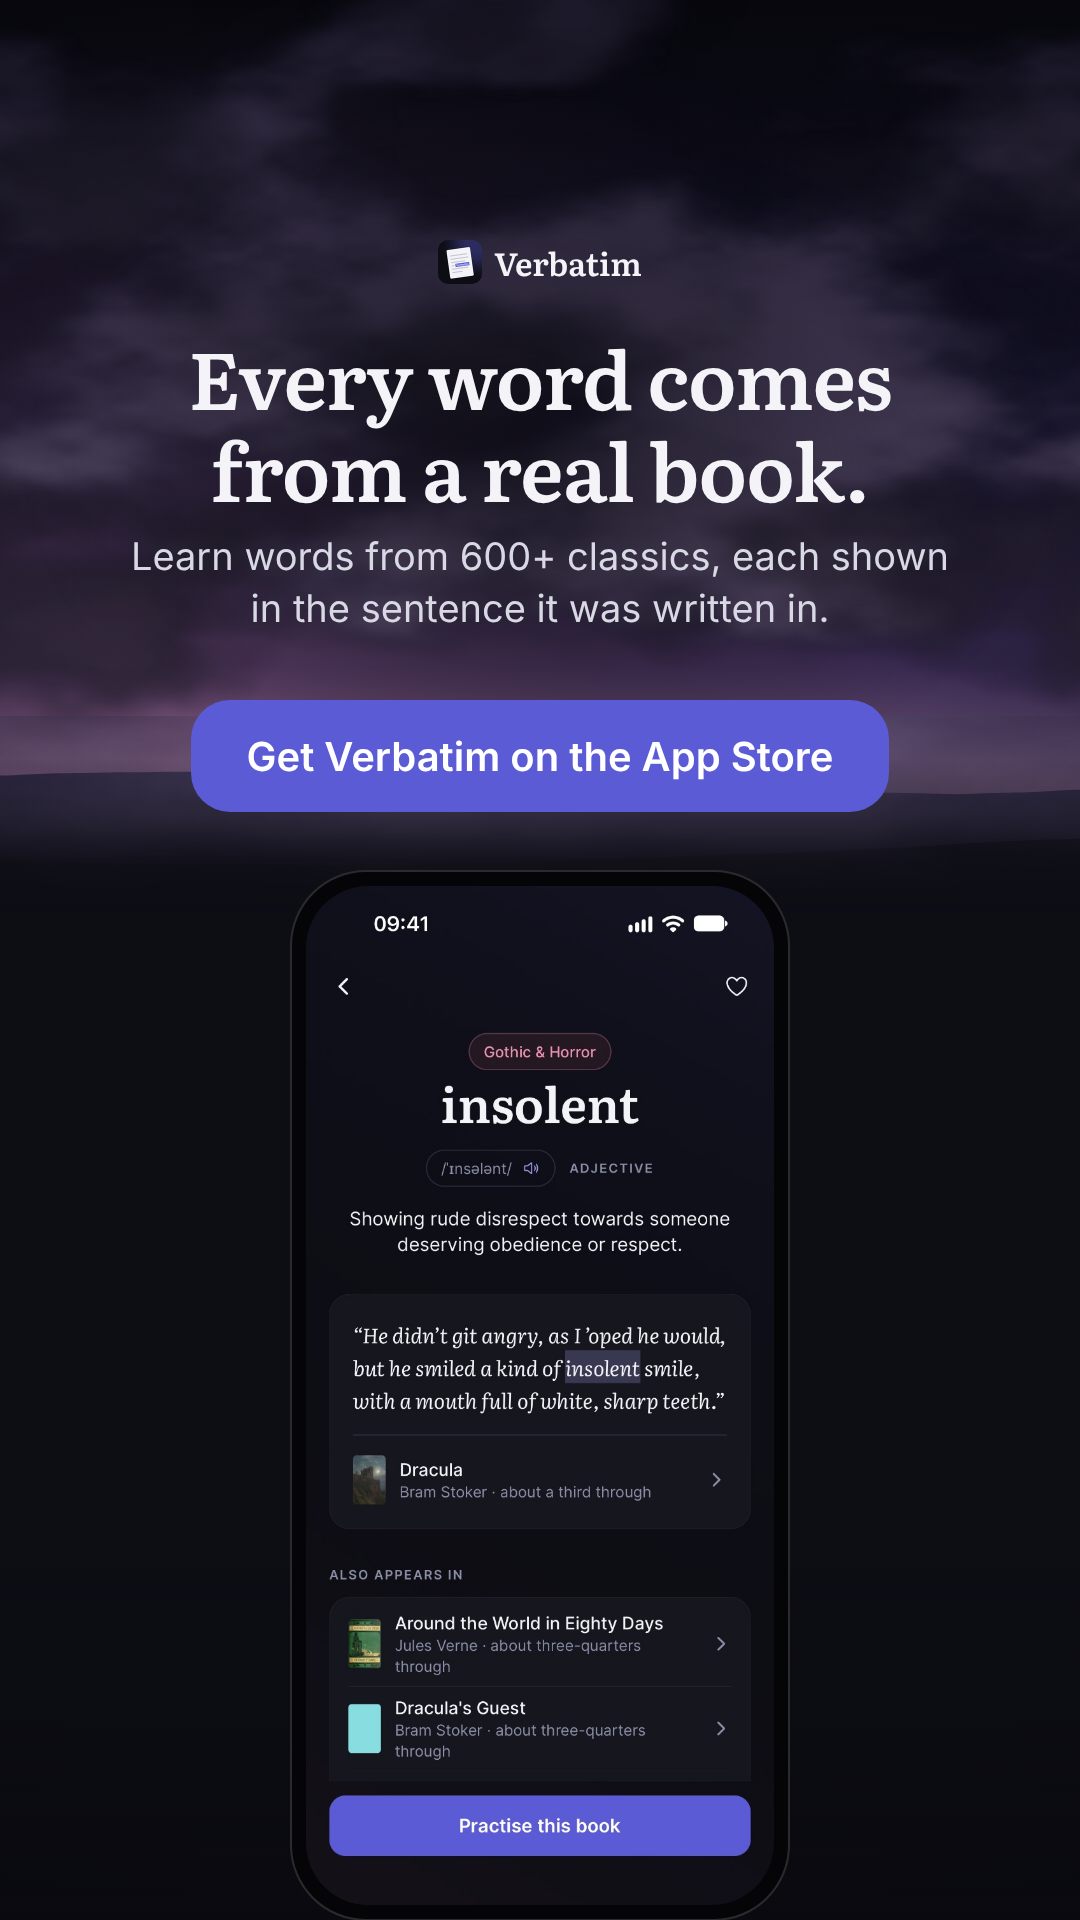 Verbatim
Every word comes
from a real book.
Learn words from 600+ classics, each shown
in the sentence it was written in.
Get Verbatim on the App Store
09:41
Gothic & Horror
insolent
/ˈɪnsələnt/ ADJECTIVE
Showing rude disrespect towards someone
deserving obedience or respect.
“He didn’t git angry, as I ’oped he would,
but he smiled a kind of insolent smile,
with a mouth full of white, sharp teeth.”
Dracula
Bram Stoker · about a third through
ALSO APPEARS IN
Around the World in Eighty Days
Jules Verne · about three-quarters
through
Dracula's Guest
Bram Stoker · about three-quarters
through
Practise this book